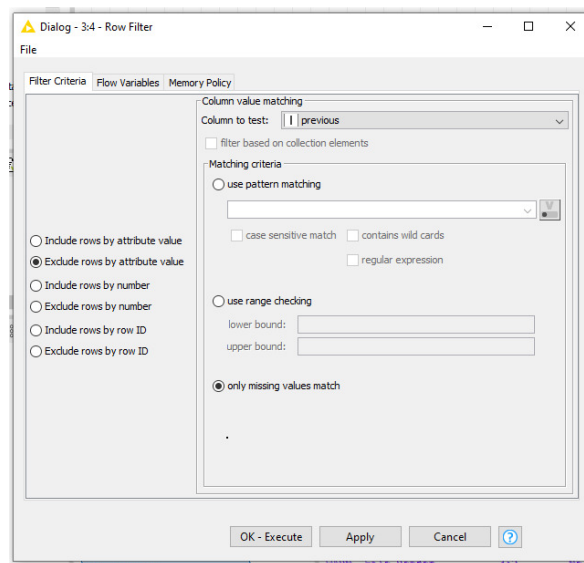 Dialog - 3:4 - Row Filter
File
Filter Criteria Flow Variables Memory Policy
Column value matching
Column to test: I previous
filter based on collection elements
Matching criteria
use pattern matching
case sensitive match contains wild cards
regular expression
Include rows by attribute value
Exclude rows by attribute value
Include rows by number
Exclude rows by number
Include rows by row ID
Exclude rows by row ID
use range checking
lower bound:
upper bound:
only missing values match
.
OK - Execute Apply Cancel ?